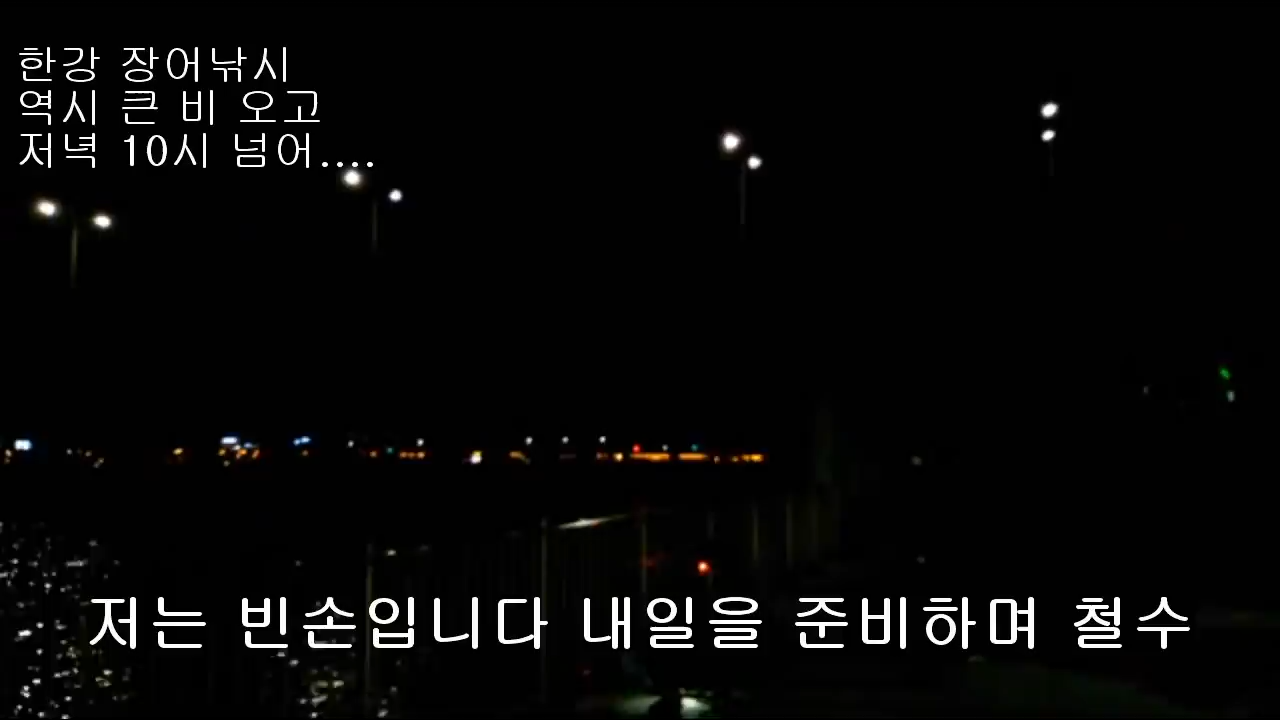 한강 장어낚시
역시 큰 비 오고
저녁 10시 넘어....
저는 빈손입니다 내일을 준비하며 철수